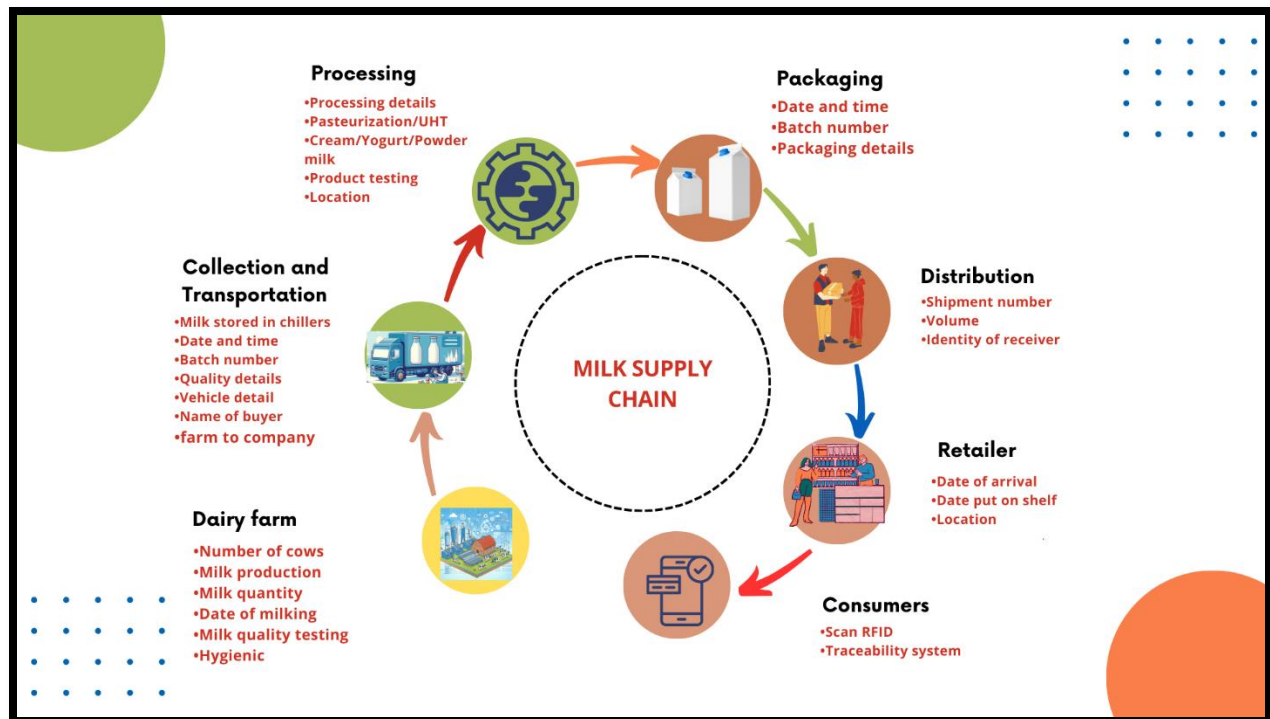 Processing
•Processing details
•Pasteurization/UHT
•Cream/Yogurt/Powder
milk
•Product testing
•Location
Packaging
•Date and time
•Batch number
•Packaging details
Collection and
Transportation
•Milk stored in chillers
•Date and time
•Batch number
•Quality details
•Vehicle detail
•Name of buyer
•farm to company
Distribution
•Shipment number
•Volume
•Identity of receiver
MILK SUPPLY
CHAIN
Retailer
•Date of arrival
•Date put on shelf
•Location
Dairy farm
•Number of cows
•Milk production
•Milk quantity
•Date of milking
•Milk quality testing
•Hygienic
Consumers
•Scan RFID
•Traceability system